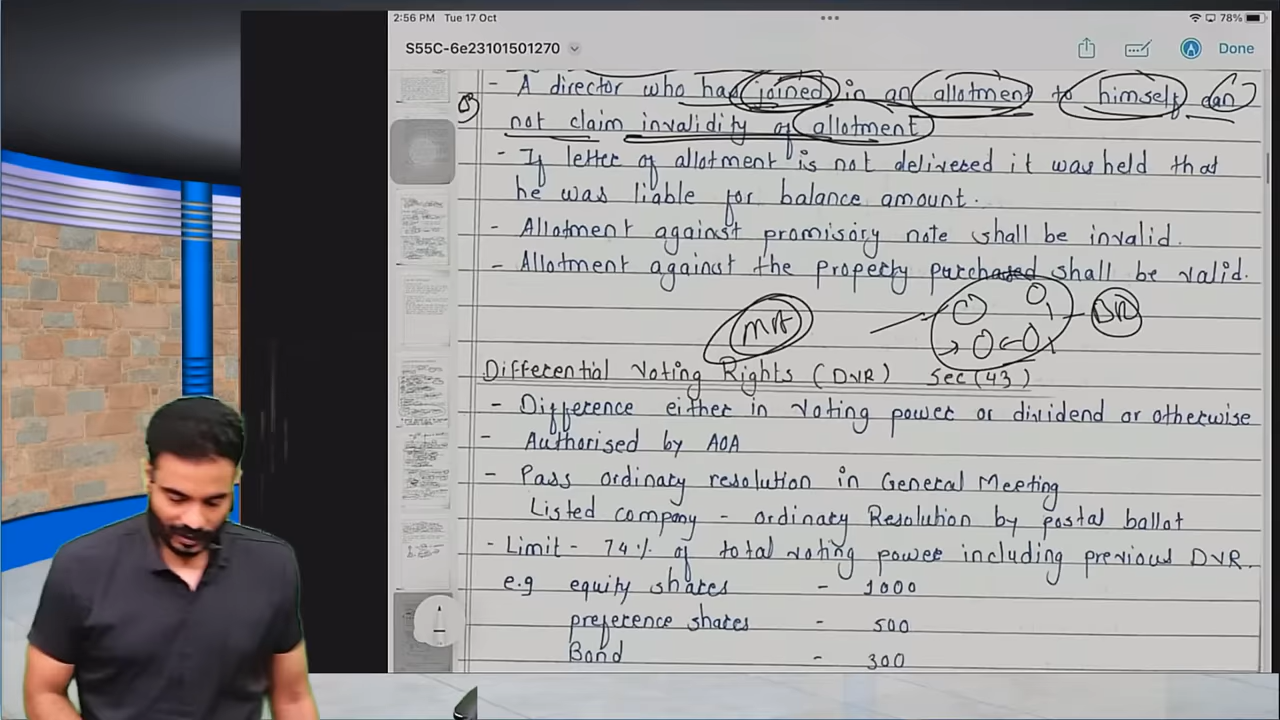 2:56 PM Tue 17 Oct
78%
S55C-6e23101501270
Done
- A director who had joined in an allotment to himself can
not claim invalidity of allotment
- If letter of allotment is not delivered it was held that
he was liable for balance amount.
- Allotment against promisory note shall be invalid.
- Allotment against the property purchased shall be valid.
Differential Voting Rights (DVR) Sec (43)
- Difference either in voting power or dividend or otherwise
- Authorised by AOA
- Pass ordinary resolution in General Meeting
Listed company - ordinary Resolution by postal ballot
- Limit - 74% of total voting power including previous DVR.
e.g equity shares - 1000
preference shares - 500
Bond - 300